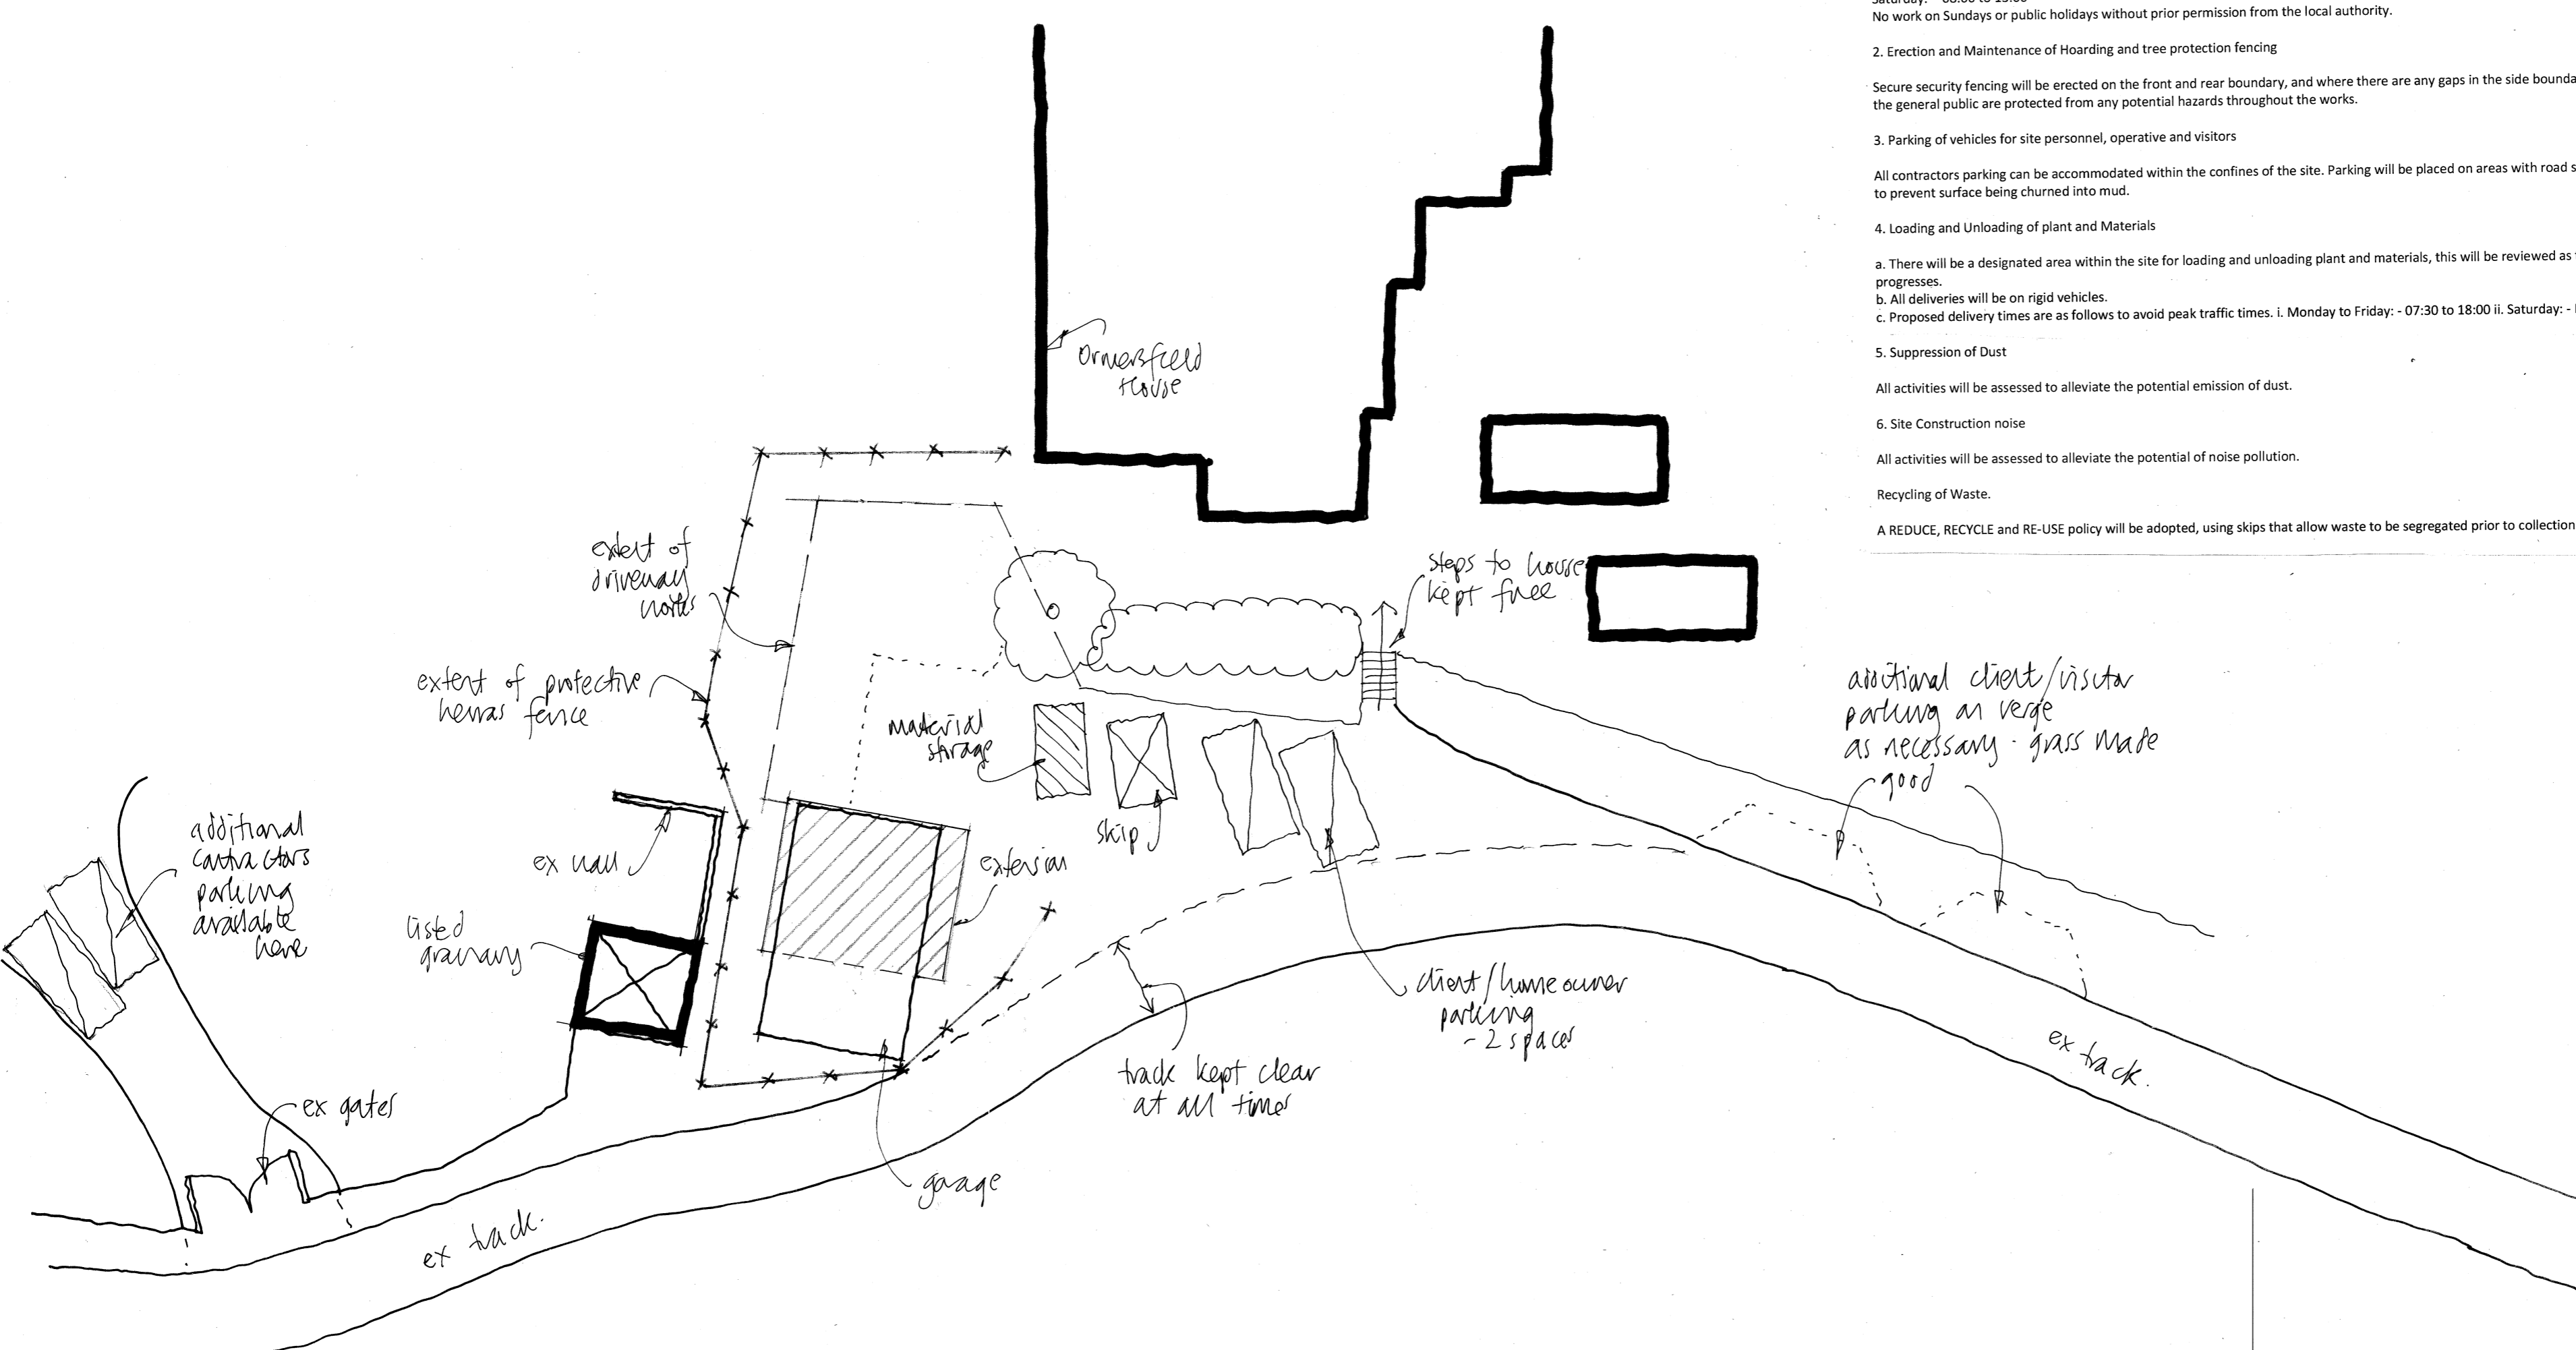 No work on Sundays or public holidays without prior permission from the local authority.
2. Erection and Maintenance of Hoarding and tree protection fencing
Secure security fencing will be erected on the front and rear boundary, and where there are any gaps in the side bounda
the general public are protected from any potential hazards throughout the works.
3. Parking of vehicles for site personnel, operative and visitors
All contractors parking can be accommodated within the confines of the site. Parking will be placed on areas with road s
to prevent surface being churned into mud.
4. Loading and Unloading of plant and Materials
a. There will be a designated area within the site for loading and unloading plant and materials, this will be reviewed as
progresses.
b. All deliveries will be on rigid vehicles.
c. Proposed delivery times are as follows to avoid peak traffic times. i. Monday to Friday: - 07:30 to 18:00 ii. Saturday: -
5. Suppression of Dust
All activities will be assessed to alleviate the potential emission of dust.
6. Site Construction noise
All activities will be assessed to alleviate the potential of noise pollution.
Recycling of Waste.
A REDUCE, RECYCLE and RE-USE policy will be adopted, using skips that allow waste to be segregated prior to collection
Ormersfield
House
extent of
driveway
works
steps to house
kept free
extent of protective
heras fence
material
storage
additional client/visitor
parking on verge
as necessary - grass made
good
additional
contractors
parking
available
here
ex wall
skip
extension
listed
granary
client/homeowner
parking
- 2 spaces
track kept clear
at all times
ex track.
ex gates
garage
ex track.